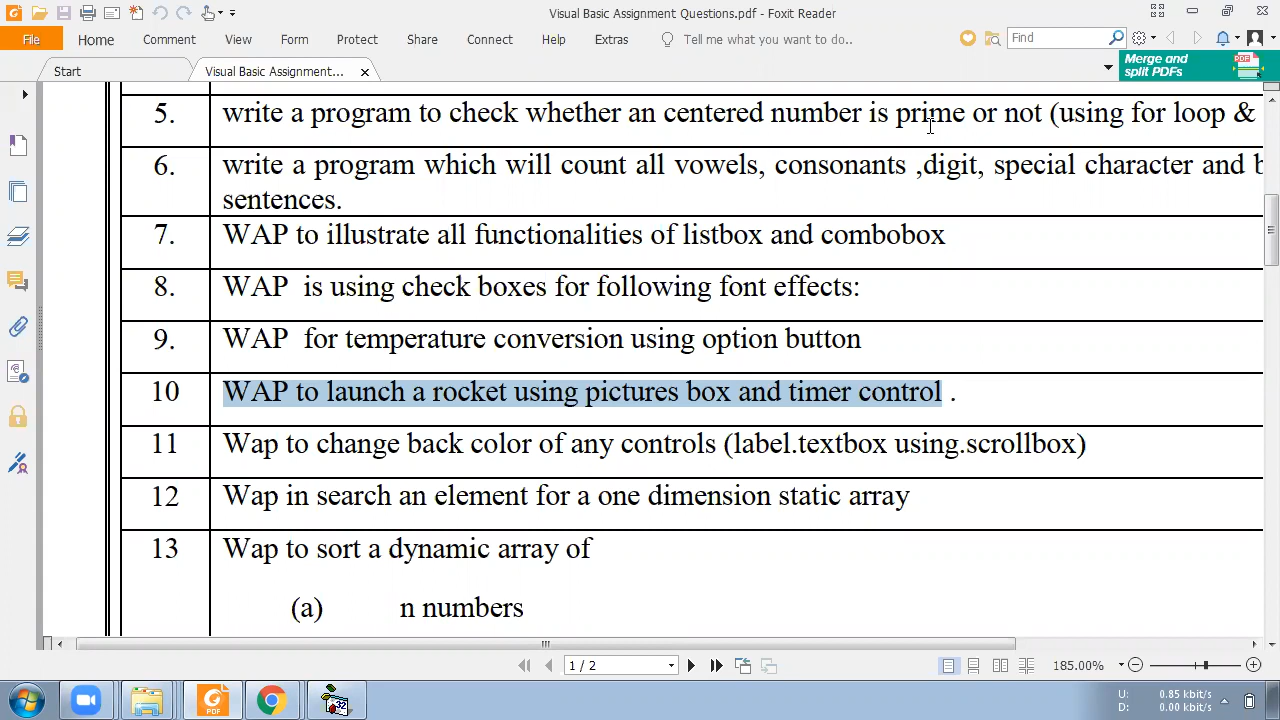 Visual Basic Assignment Questions.pdf - Foxit Reader
File Home Comment View Form Protect Share Connect Help Extras Tell me what you want to do.. Find
Start Visual Basic Assignment... Merge and
split PDFs
5. write a program to check whether an centered number is prime or not (using for loop &
6. write a program which will count all vowels, consonants ,digit, special character and b
sentences.
7. WAP to illustrate all functionalities of listbox and combobox
8. WAP is using check boxes for following font effects:
9. WAP for temperature conversion using option button
10 WAP to launch a rocket using pictures box and timer control .
11 Wap to change back color of any controls (label.textbox using.scrollbox)
12 Wap in search an element for a one dimension static array
13 Wap to sort a dynamic array of
(a) n numbers
1 / 2 185.00%
U: 0.85 kbit/s
D: 0.00 kbit/s
PDF
32